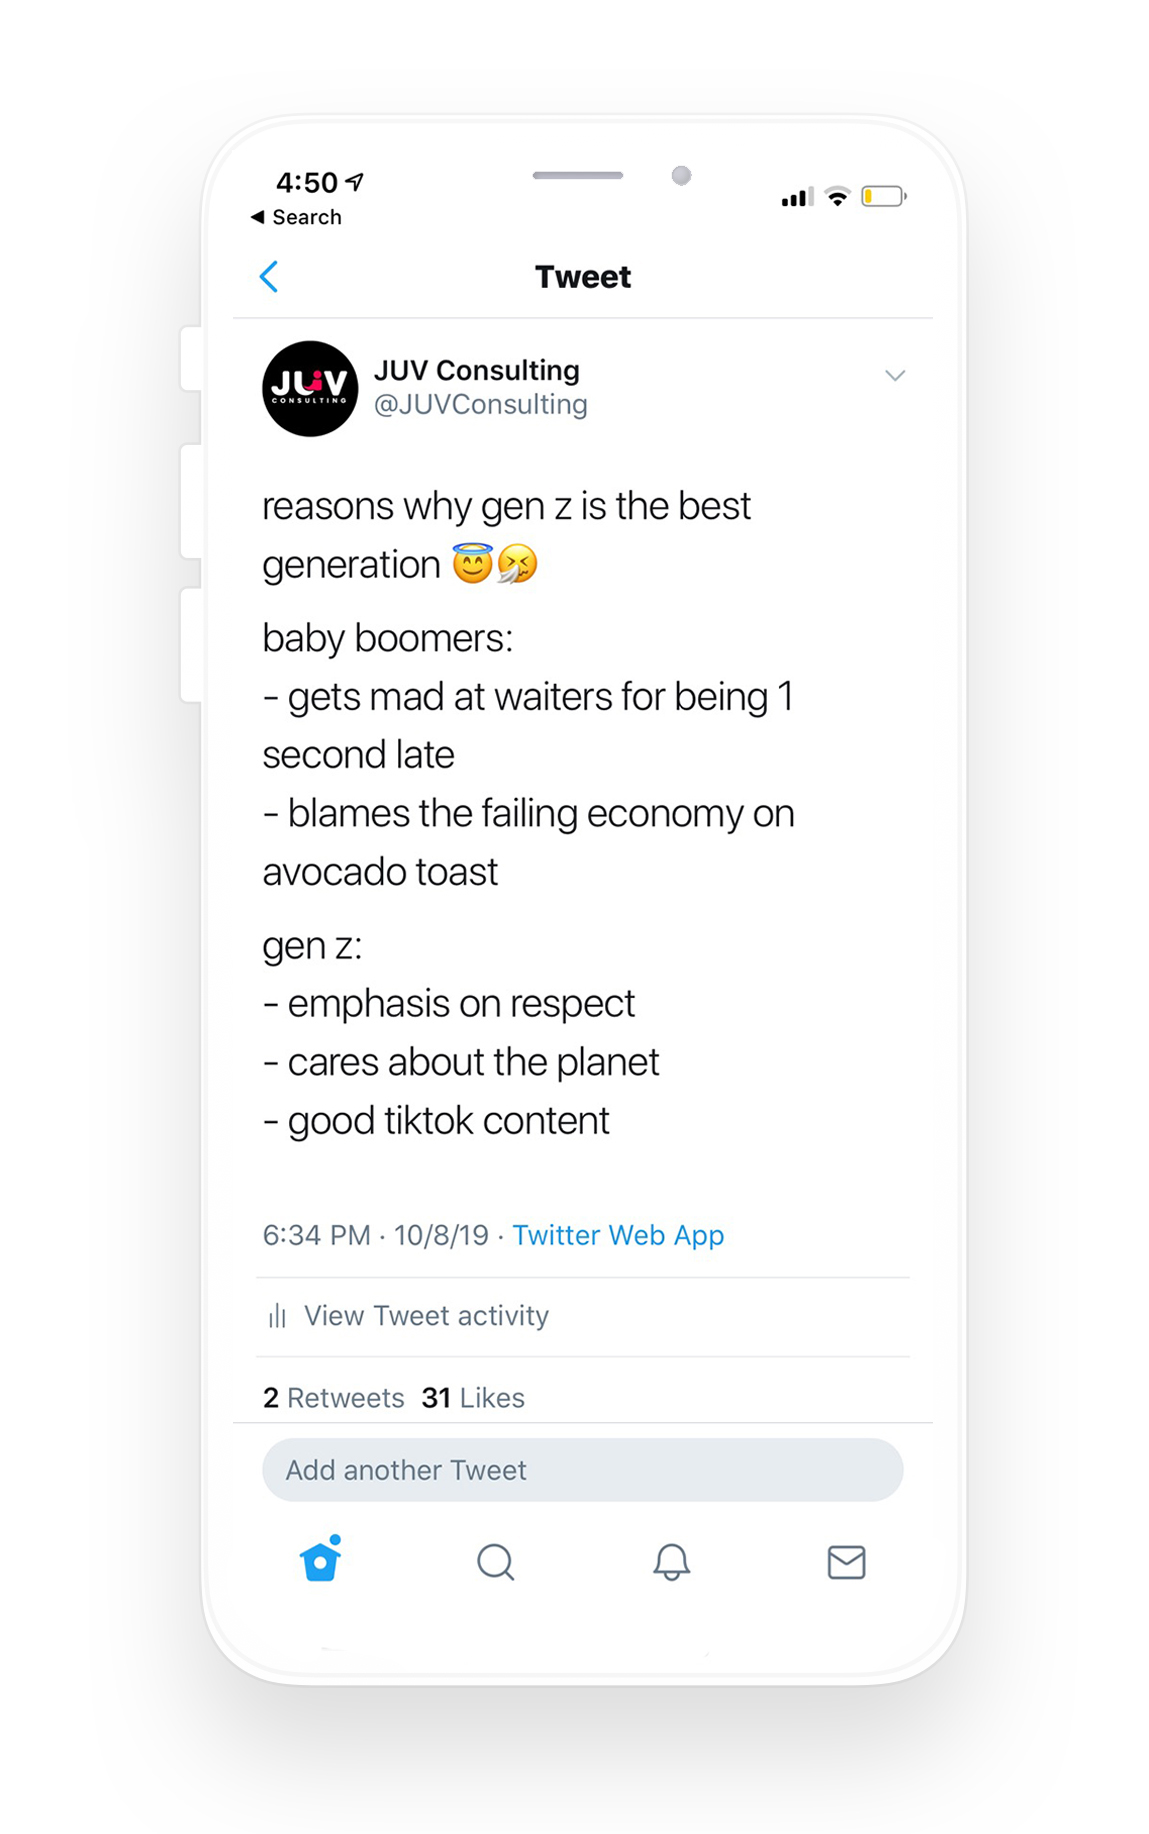 4:50
◀ Search
Tweet
JUV
CONSULTING
JUV Consulting
@JUVConsulting
reasons why gen z is the best
generation 😇🤧
baby boomers:
- gets mad at waiters for being 1
second late
- blames the failing economy on
avocado toast
gen z:
- emphasis on respect
- cares about the planet
- good tiktok content
6:34 PM · 10/8/19 · Twitter Web App
View Tweet activity
2 Retweets 31 Likes
Add another Tweet